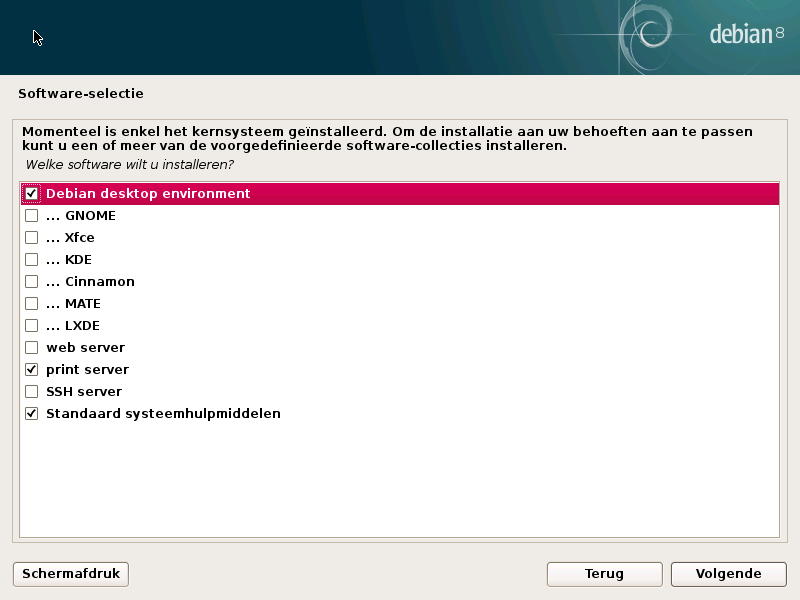 debian 8
Software-selectie
Momenteel is enkel het kernsysteem geïnstalleerd. Om de installatie aan uw behoeften aan te passen
kunt u een of meer van de voorgedefinieerde software-collecties installeren.
Welke software wilt u installeren?
Debian desktop environment
... GNOME
... Xfce
... KDE
... Cinnamon
... MATE
... LXDE
web server
print server
SSH server
Standaard systeemhulpmiddelen
Schermafdruk
Terug
Volgende